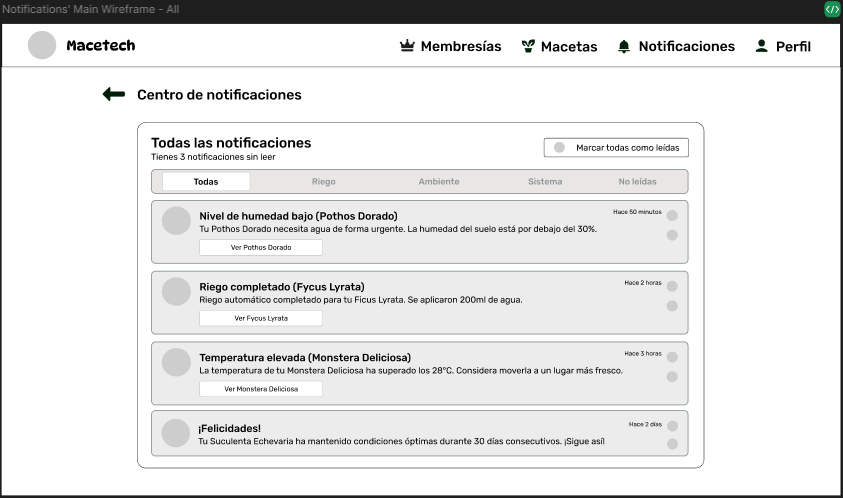 Notifications' Main Wireframe - All
</>
Macetech
Membresías
Macetas
Notificaciones
Perfil
Centro de notificaciones
Todas las notificaciones
Tienes 3 notificaciones sin leer
Marcar todas como leídas
Todas
Riego
Ambiente
Sistema
No leídas
Nivel de humedad bajo (Pothos Dorado)
Hace 50 minutos
Tu Pothos Dorado necesita agua de forma urgente. La humedad del suelo está por debajo del 30%.
Ver Pothos Dorado
Riego completado (Fycus Lyrata)
Hace 2 horas
Riego automático completado para tu Ficus Lyrata. Se aplicaron 200ml de agua.
Ver Fycus Lyrata
Temperatura elevada (Monstera Deliciosa)
Hace 3 horas
La temperatura de tu Monstera Deliciosa ha superado los 28°C. Considera moverla a un lugar más fresco.
Ver Monstera Deliciosa
¡Felicidades!
Hace 2 días
Tu Suculenta Echevaria ha mantenido condiciones óptimas durante 30 días consecutivos. ¡Sigue así!